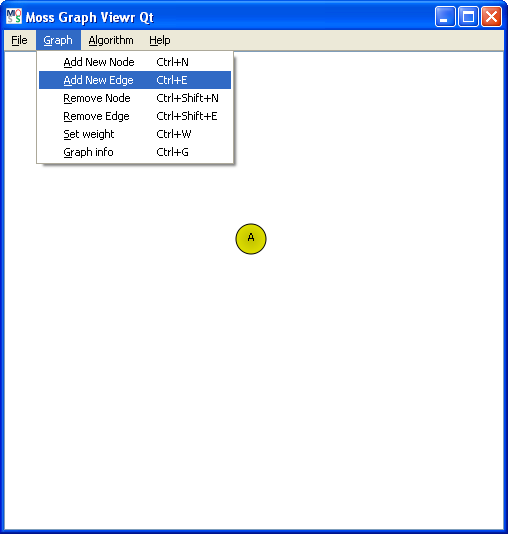 Moss Graph Viewr Qt
File Graph Algorithm Help
Add New Node Ctrl+N
Add New Edge Ctrl+E
Remove Node Ctrl+Shift+N
Remove Edge Ctrl+Shift+E
Set weight Ctrl+W
Graph info Ctrl+G
A